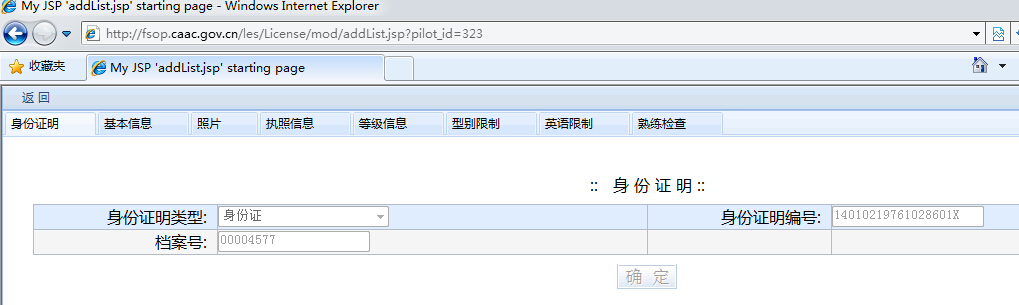 My JSP 'addList.jsp' starting page - Windows Internet Explorer
http://fsop.caac.gov.cn/les/License/mod/addList.jsp?pilot_id=323
收藏夹 My JSP 'addList.jsp' starting page
返 回
身份证明 基本信息 照片 执照信息 等级信息 型别限制 英语限制 熟练检查
:: 身 份 证 明 ::
身份证明类型: 身份证 身份证明编号: 14010219761028601X
档案号: 00004577
确 定